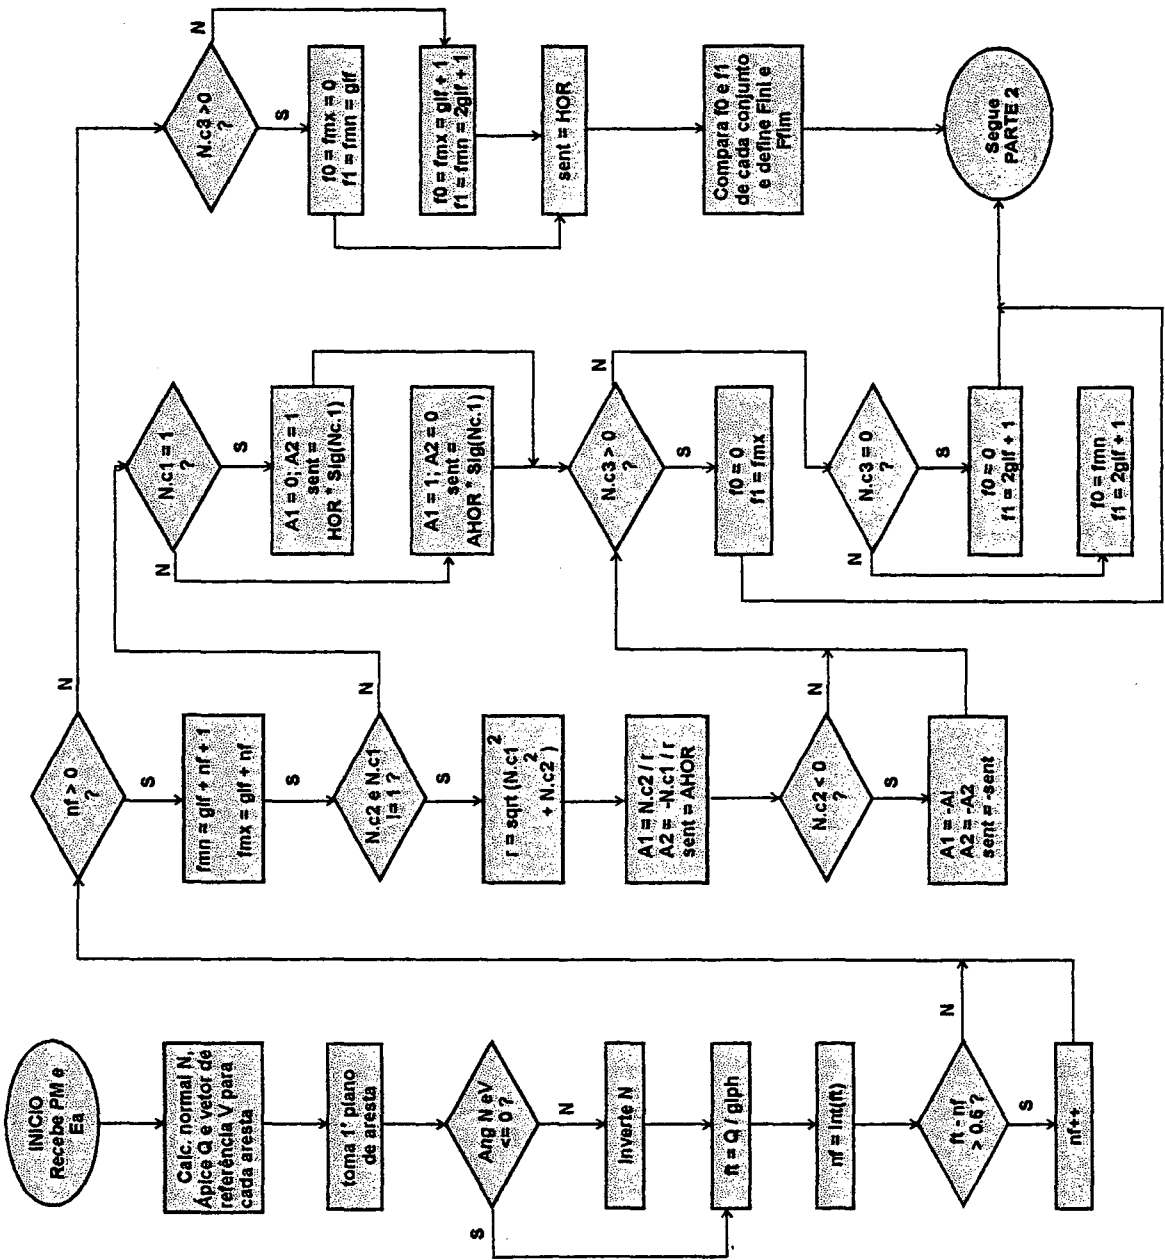 INICIO
Recebe PM e
Ea
Calc. normal N,
Ápice Q e vetor de
referência V para
cada aresta
toma 1° plano
de aresta
Ang N eV
<= 0 ?
N
S
Inverte N
ft = Q / glph
nf = Int(ft)
ft - nf
> 0.5 ?
N
S
nf++
nf > 0
?
N
S
fmn = glf + nf + 1
fmx = glf + nf
S
N.c2 e N.c1
!= 1 ?
N
S
r = sqrt (N.c1 2
+ N.c2 2 )
A1 = N.c2 / r
A2 = -N.c1 / r
sent = AHOR
N.c2 < 0
?
N
S
A1 = -A1
A2 = -A2
sent = -sent
N.c1 = 1
?
N
S
A1 = 0; A2 = 1
sent =
HOR * Sig(Nc.1)
A1 = 1; A2 = 0
sent =
AHOR * Sig(Nc.1)
N.c3 > 0
?
N
S
f0 = 0
f1 = fmx
N.c3 = 0
?
N
S
f0 = 0
f1 = 2glf + 1
f0 = fmn
f1 = 2glf + 1
N.c3 >0
?
N
S
f0 = fmx = 0
f1 = fmn = glf
f0 = fmx = glf + 1
f1 = fmn = 2glf + 1
sent = HOR
Compara f0 e f1
de cada conjunto
e define Fini e
Ffim
Segue
PARTE 2